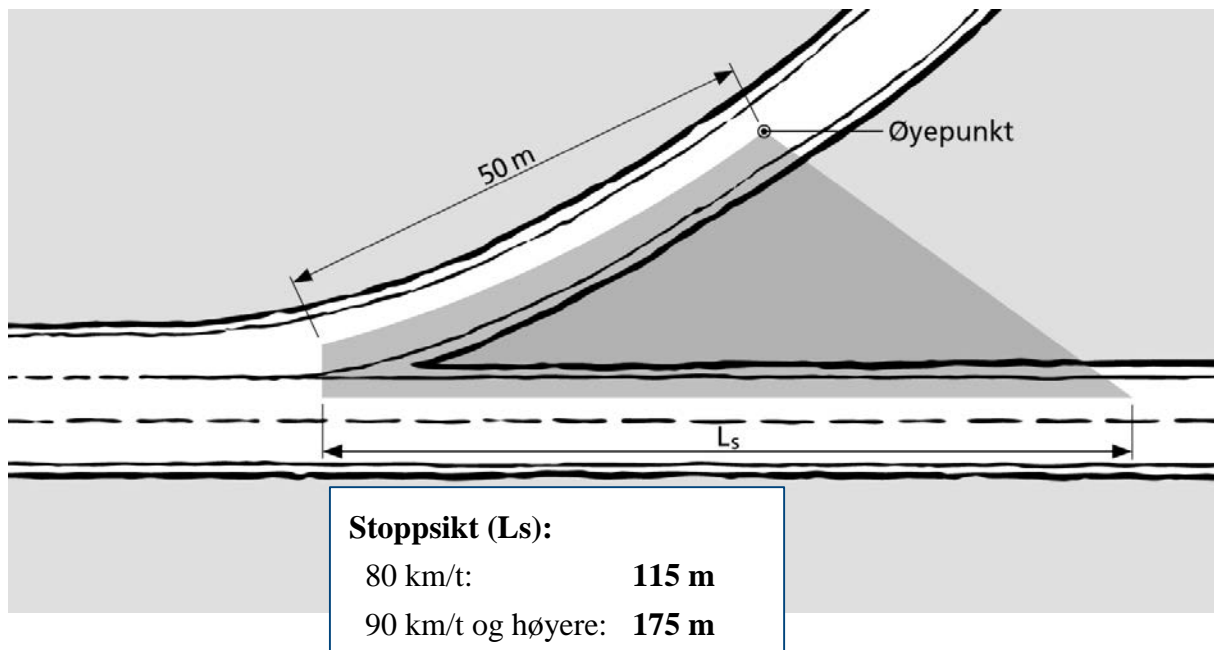 50 m
Øyepunkt
Ls
Stoppsikt (Ls):
80 km/t: 115 m
90 km/t og høyere: 175 m